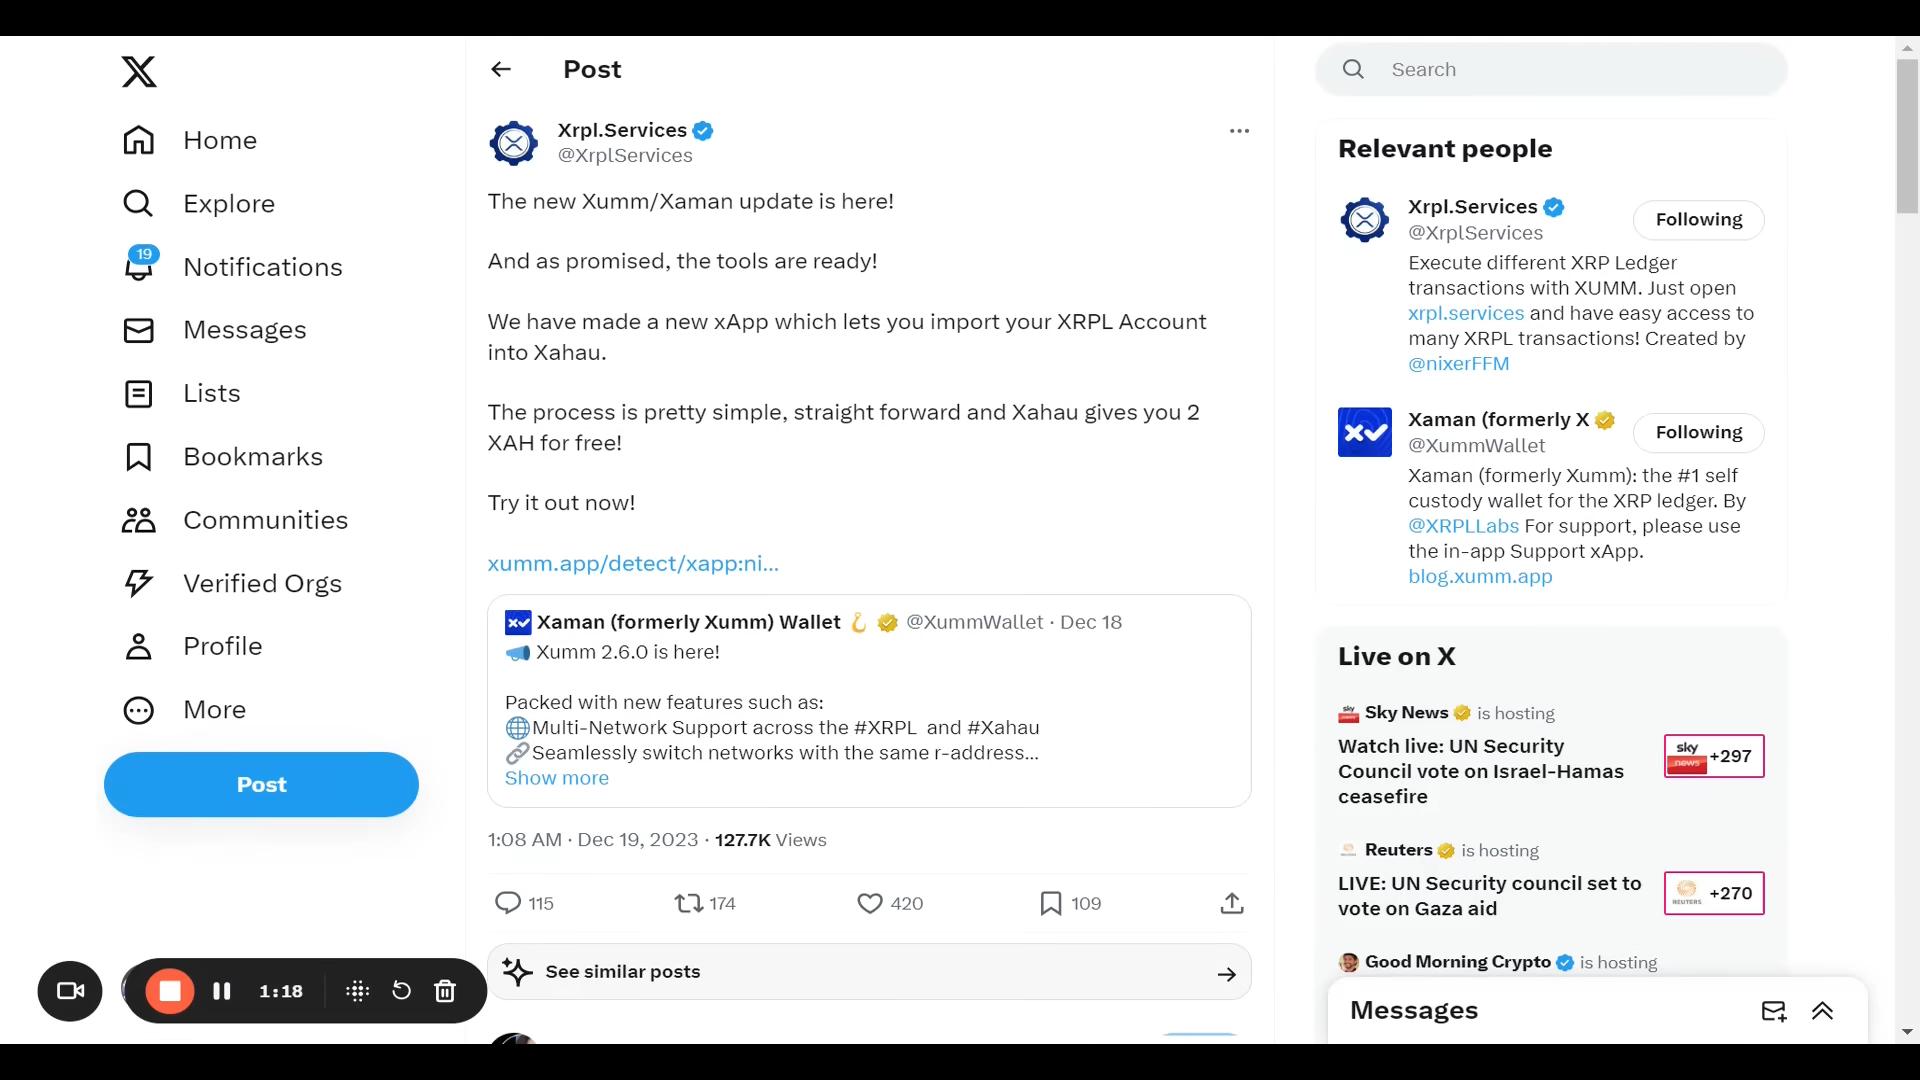 Home
Explore
19
Notifications
Messages
Lists
Bookmarks
Communities
Verified Orgs
Profile
More
Post
1:18
Post
Xrpl.Services
@XrplServices
The new Xumm/Xaman update is here!
And as promised, the tools are ready!
We have made a new xApp which lets you import your XRPL Account
into Xahau.
The process is pretty simple, straight forward and Xahau gives you 2
XAH for free!
Try it out now!
xumm.app/detect/xapp:ni...
Xaman (formerly Xumm) Wallet @XummWallet · Dec 18
Xumm 2.6.0 is here!
Packed with new features such as:
Multi-Network Support across the #XRPL and #Xahau
Seamlessly switch networks with the same r-address...
Show more
1:08 AM · Dec 19, 2023 · 127.7K Views
115 174 420 109
See similar posts
Search
Relevant people
Xrpl.Services
@XrplServices
Following
Execute different XRP Ledger
transactions with XUMM. Just open
xrpl.services and have easy access to
many XRPL transactions! Created by
@nixerFFM
Xaman (formerly X
@XummWallet
Following
Xaman (formerly Xumm): the #1 self
custody wallet for the XRP ledger. By
@XRPLLabs For support, please use
the in-app Support xApp.
blog.xumm.app
Live on X
Sky News is hosting
Watch live: UN Security
Council vote on Israel-Hamas
ceasefire
sky
news
+297
Reuters is hosting
LIVE: UN Security council set to
vote on Gaza aid
REUTERS
+270
Good Morning Crypto is hosting
Messages